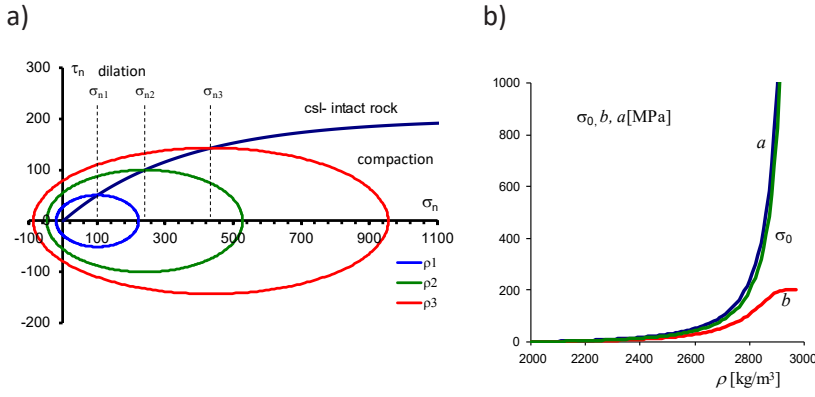 a)
τn dilation
σn1 σn2 σn3
csl- intact rock
compaction
σn
300
200
100
0
-100
-200
-100 100 300 500 700 900 1100
ρ1
ρ2
ρ3
b)
σ0, b, a[MPa]
a
σ0
b
1000
800
600
400
200
0
2000 2200 2400 2600 2800 3000
ρ [kg/m³]